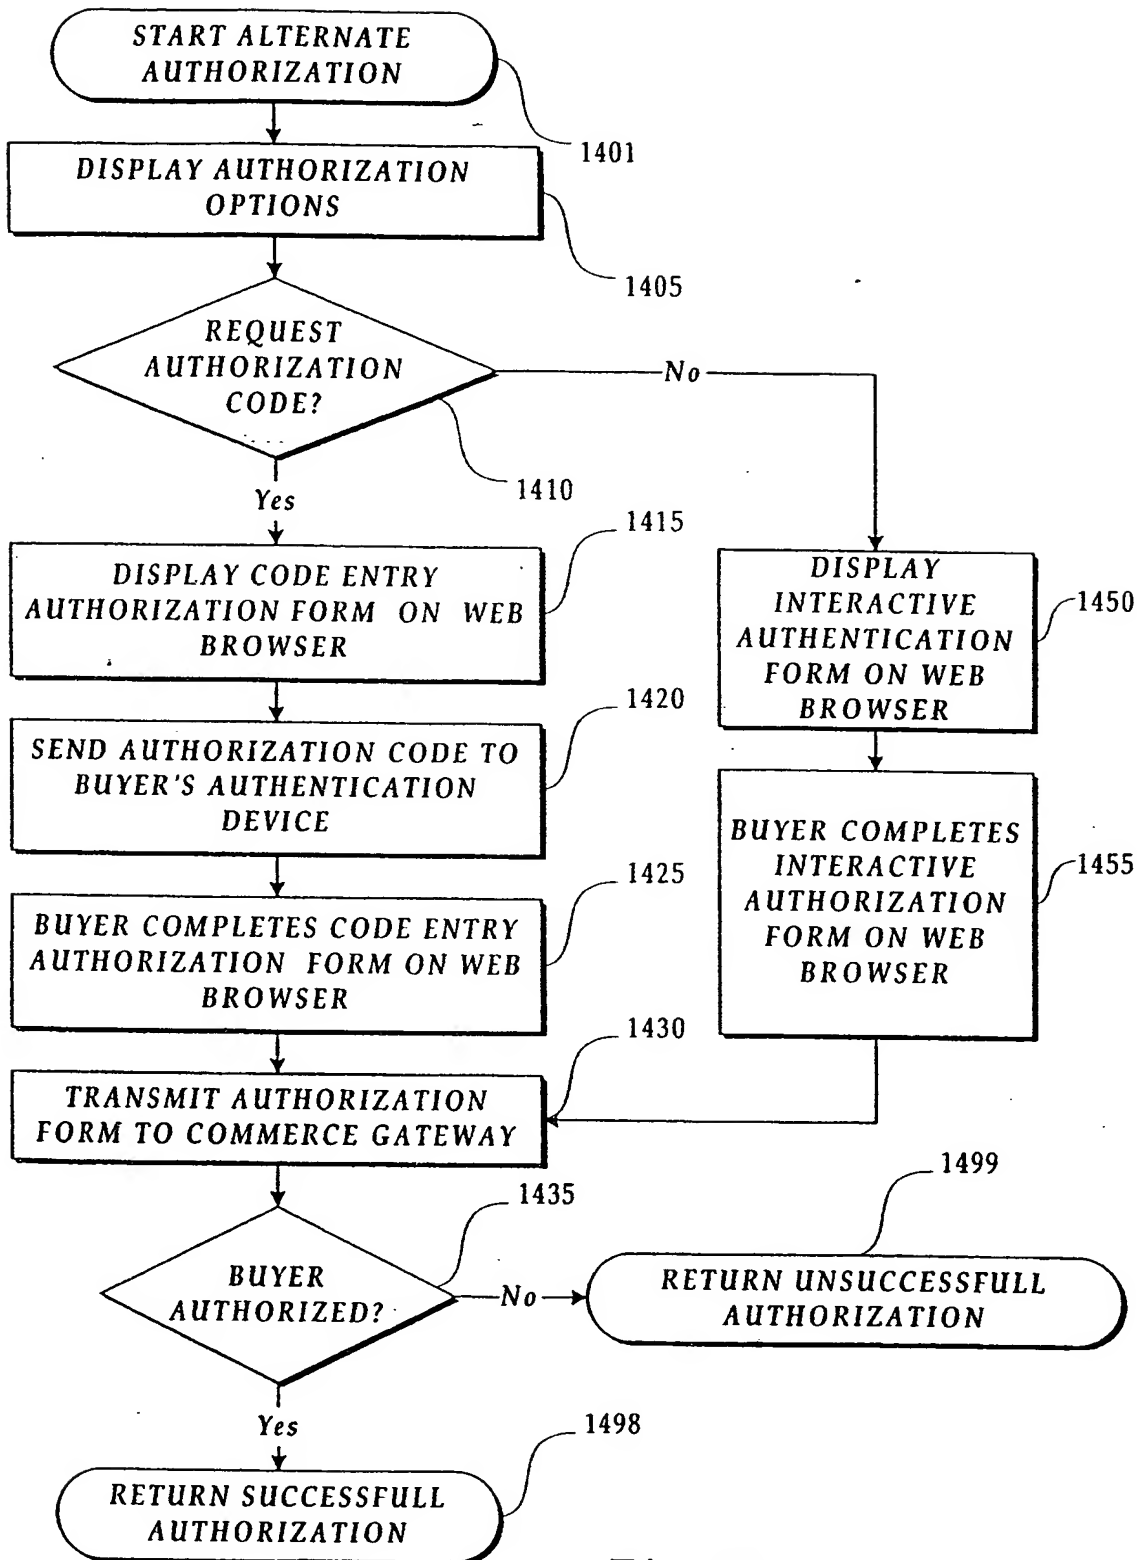 START ALTERNATE
AUTHORIZATION
1401
DISPLAY AUTHORIZATION
OPTIONS
1405
REQUEST
AUTHORIZATION
CODE?
No
1410
Yes
1415
DISPLAY CODE ENTRY
AUTHORIZATION FORM ON WEB
BROWSER
DISPLAY
INTERACTIVE
AUTHENTICATION
FORM ON WEB
BROWSER
1450
1420
SEND AUTHORIZATION CODE TO
BUYER'S AUTHENTICATION
DEVICE
BUYER COMPLETES
INTERACTIVE
AUTHORIZATION
FORM ON WEB
BROWSER
1455
1425
BUYER COMPLETES CODE ENTRY
AUTHORIZATION FORM ON WEB
BROWSER
1430
TRANSMIT AUTHORIZATION
FORM TO COMMERCE GATEWAY
1435
BUYER
AUTHORIZED?
No
1499
RETURN UNSUCCESSFULL
AUTHORIZATION
Yes
1498
RETURN SUCCESSFULL
AUTHORIZATION